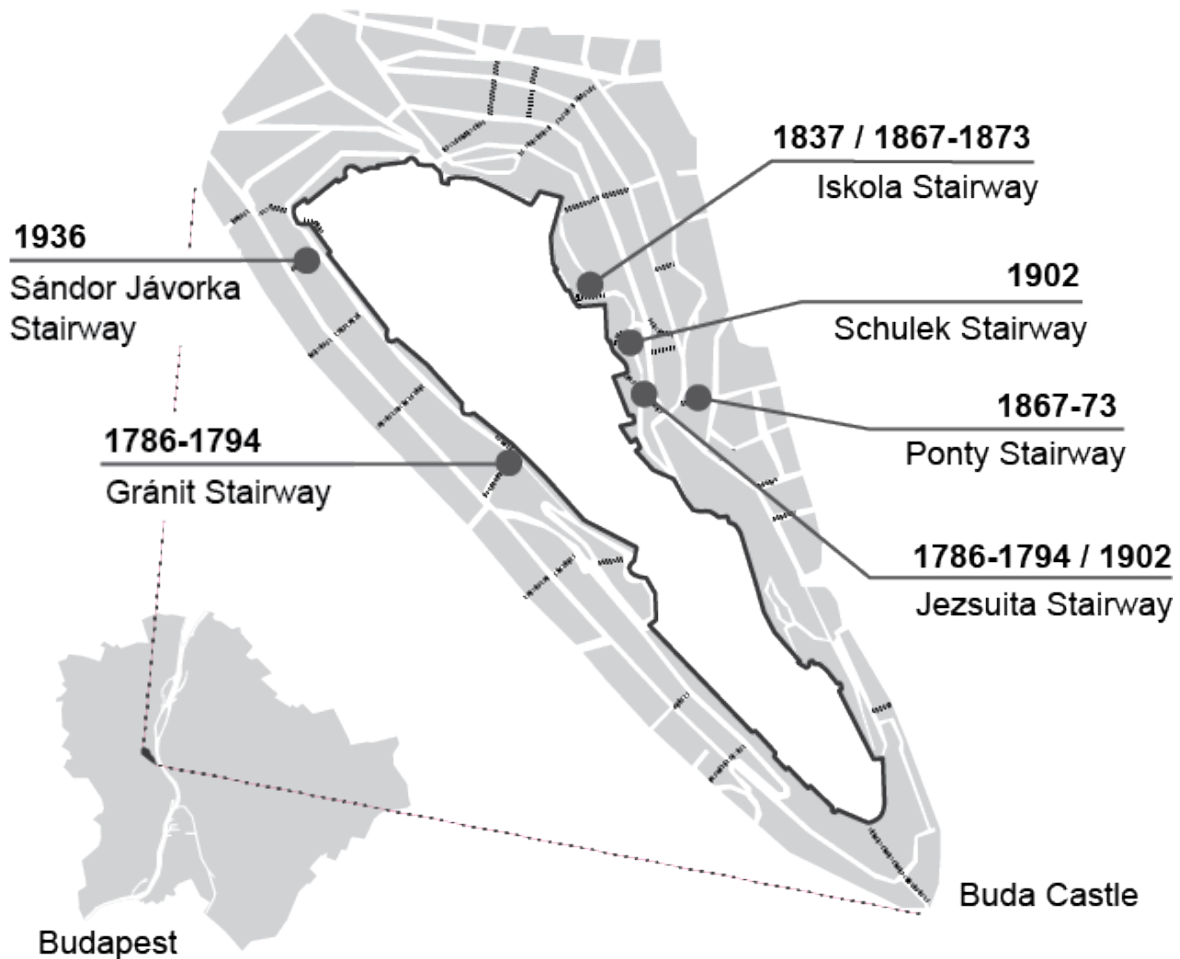 1837 / 1867-1873
Iskola Stairway
1936
Sándor Jávorka
Stairway
1902
Schulek Stairway
1867-73
Ponty Stairway
1786-1794
Gránit Stairway
1786-1794 / 1902
Jezsuita Stairway
Buda Castle
Budapest